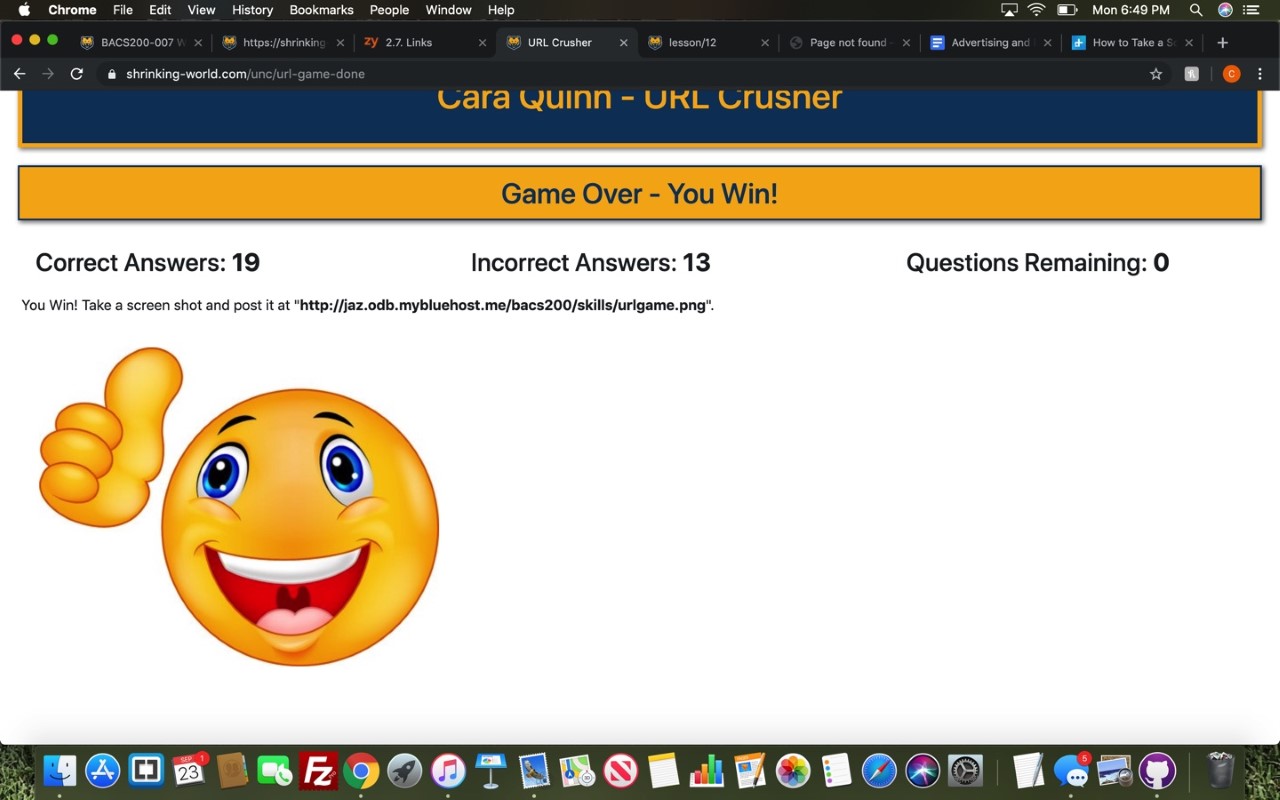 Chrome File Edit View History Bookmarks People Window Help Mon 6:49 PM
BACS200-007 W https://shrinking zy 2.7. Links URL Crusher lesson/12 Page not found - Advertising and How to Take a Sc
shrinking-world.com/unc/url-game-done C
Cara Quinn - URL Crusher
Game Over - You Win!
Correct Answers: 19 Incorrect Answers: 13 Questions Remaining: 0
You Win! Take a screen shot and post it at "http://jaz.odb.mybluehost.me/bacs200/skills/urlgame.png".
SEP 1
23 Fz 5